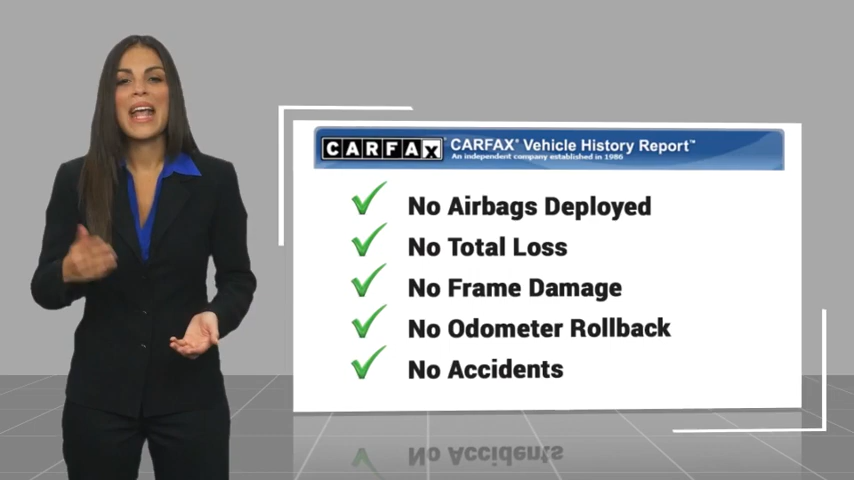 CARFAX
CARFAX® Vehicle History Report™
An independent company established in 1986
No Airbags Deployed
No Total Loss
No Frame Damage
No Odometer Rollback
No Accidents
No Accidents